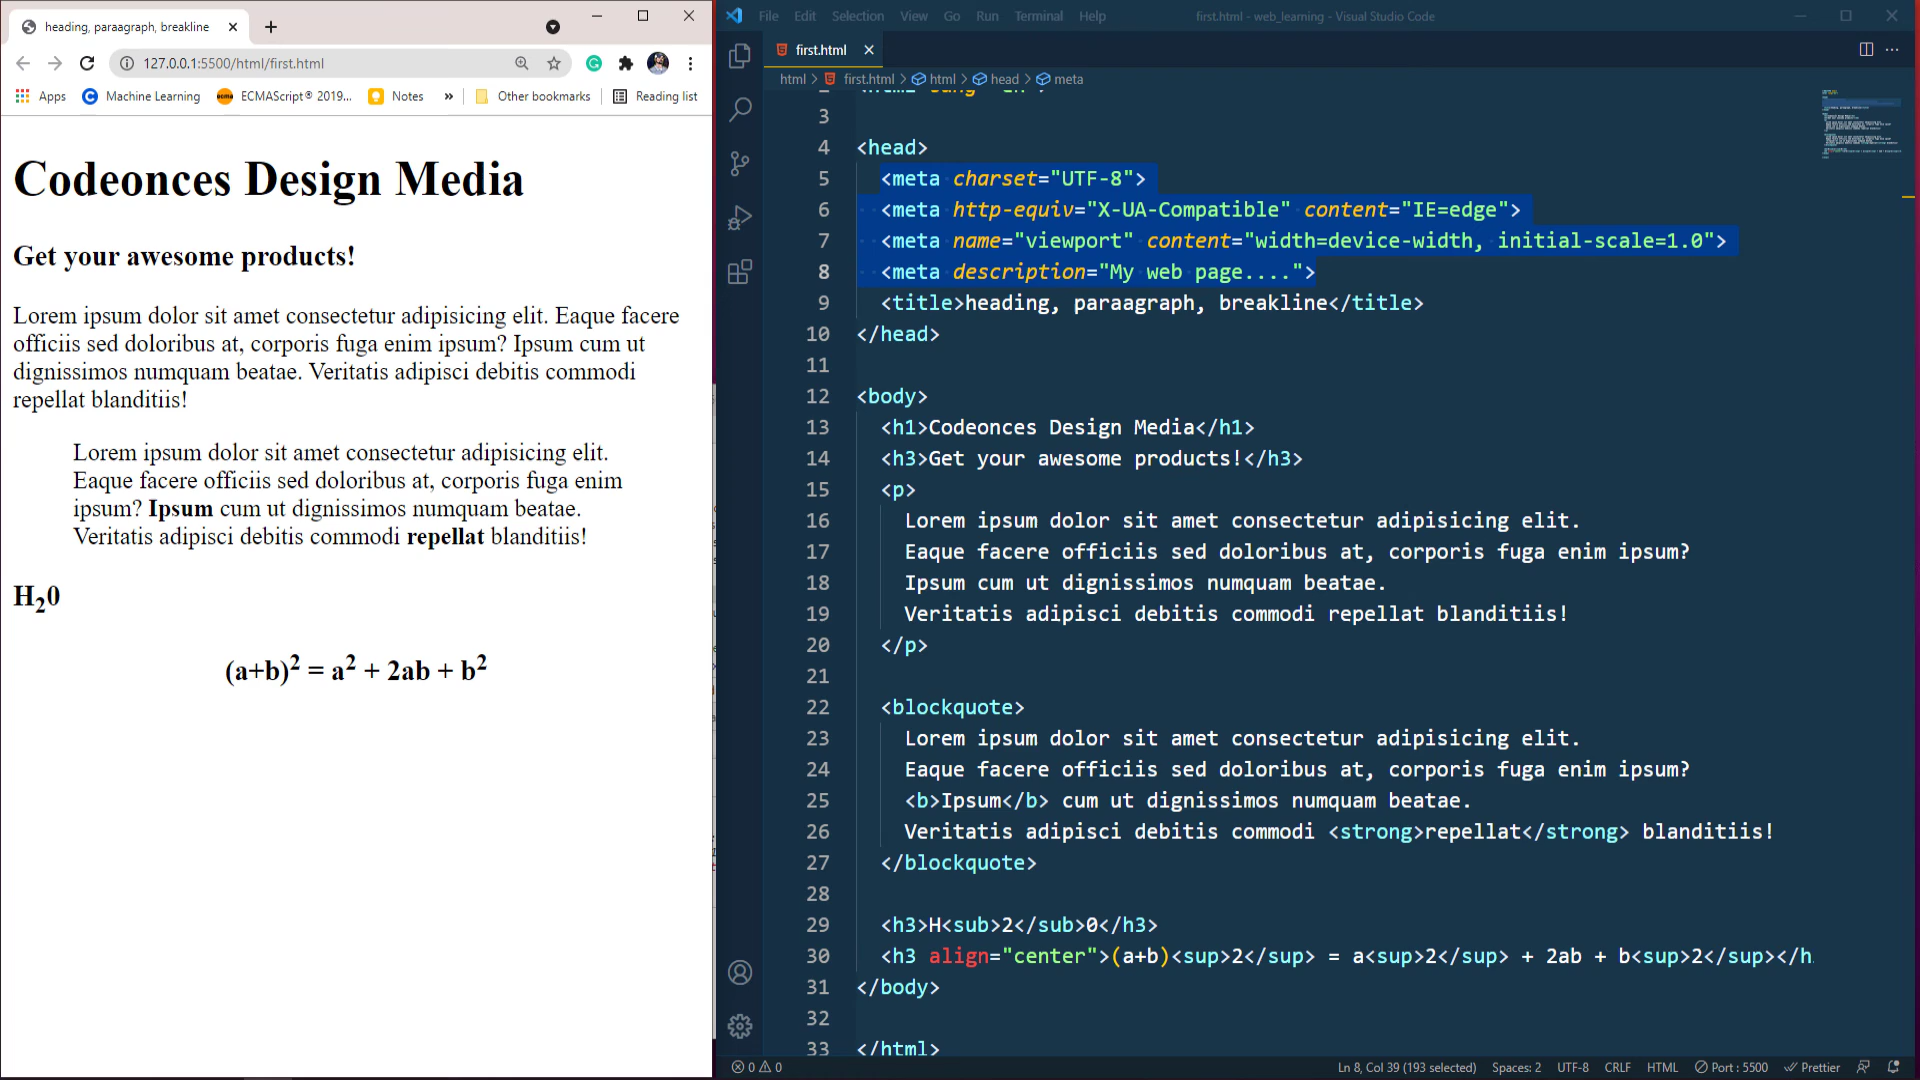 heading, paraagraph, breakline
127.0.0.1:5500/html/first.html
Apps
Machine Learning
ECMAScript® 2019...
Notes
»
Other bookmarks
Reading list
Codeonces Design Media
Get your awesome products!
Lorem ipsum dolor sit amet consectetur adipisicing elit. Eaque facere
officiis sed doloribus at, corporis fuga enim ipsum? Ipsum cum ut
dignissimos numquam beatae. Veritatis adipisci debitis commodi
repellat blanditiis!
Lorem ipsum dolor sit amet consectetur adipisicing elit.
Eaque facere officiis sed doloribus at, corporis fuga enim
ipsum? Ipsum cum ut dignissimos numquam beatae.
Veritatis adipisci debitis commodi repellat blanditiis!
H₂0
(a+b)² = a² + 2ab + b²
File Edit Selection View Go Run Terminal Help
first.html - web_learning - Visual Studio Code
first.html
html > first.html > html > head > meta
3
4 <head>
5 <meta charset="UTF-8">
6 <meta http-equiv="X-UA-Compatible" content="IE=edge">
7 <meta name="viewport" content="width=device-width, initial-scale=1.0">
8 <meta description="My web page....">
9 <title>heading, paraagraph, breakline</title>
10 </head>
11
12 <body>
13 <h1>Codeonces Design Media</h1>
14 <h3>Get your awesome products!</h3>
15 <p>
16 Lorem ipsum dolor sit amet consectetur adipisicing elit.
17 Eaque facere officiis sed doloribus at, corporis fuga enim ipsum?
18 Ipsum cum ut dignissimos numquam beatae.
19 Veritatis adipisci debitis commodi repellat blanditiis!
20 </p>
21
22 <blockquote>
23 Lorem ipsum dolor sit amet consectetur adipisicing elit.
24 Eaque facere officiis sed doloribus at, corporis fuga enim ipsum?
25 <b>Ipsum</b> cum ut dignissimos numquam beatae.
26 Veritatis adipisci debitis commodi <strong>repellat</strong> blanditiis!
27 </blockquote>
28
29 <h3>H<sub>2</sub>0</h3>
30 <h3 align="center">(a+b)<sup>2</sup> = a<sup>2</sup> + 2ab + b<sup>2</sup></h
31 </body>
32
33 </html>
0 0
Ln 8, Col 39 (193 selected) Spaces: 2 UTF-8 CRLF HTML Port : 5500 Prettier